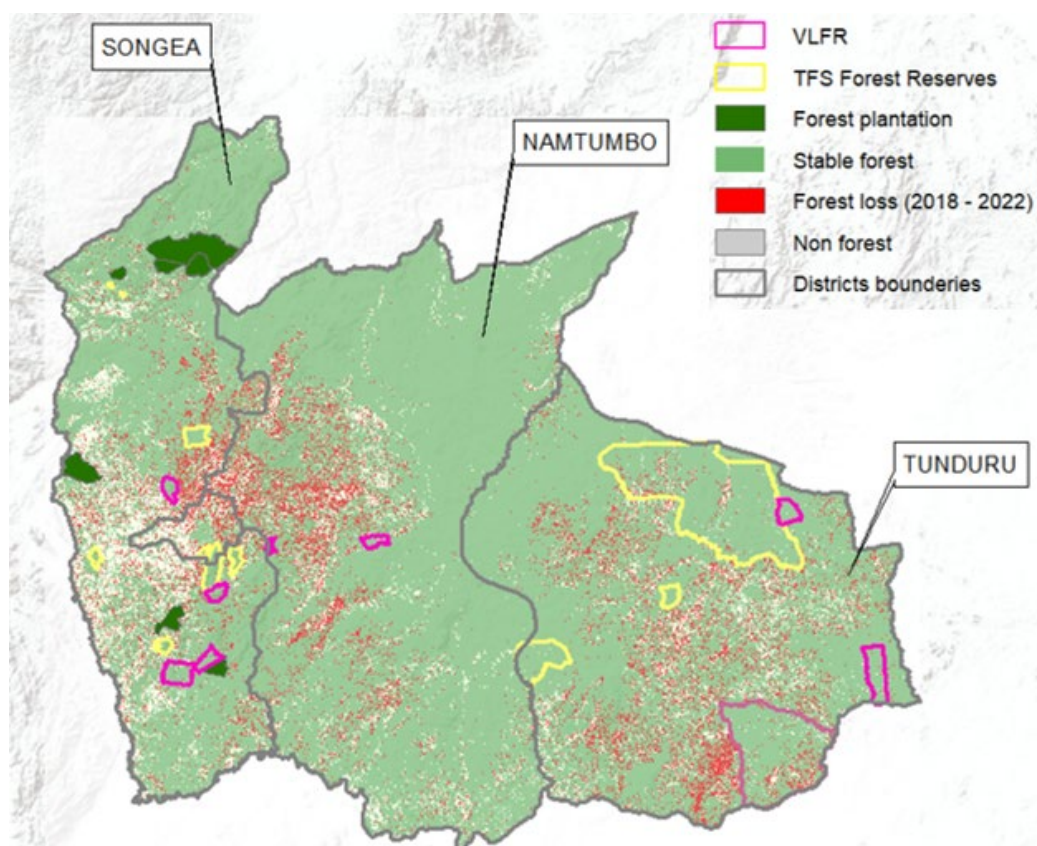 SONGEA
NAMTUMBO
TUNDURU
VLFR
TFS Forest Reserves
Forest plantation
Stable forest
Forest loss (2018 - 2022)
Non forest
Districts bounderies